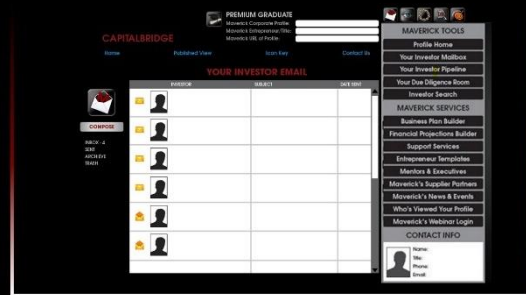 PREMIUM GRADUATE
Maverick Corporate Profile:
Maverick Entrepreneur/Title:
Maverick URL of Profile:
CAPITALBRIDGE
Home
Published View
Icon Key
Contact Us
YOUR INVESTOR EMAIL
INVESTOR
SUBJECT
DATE SENT
COMPOSE
INBOX - 4
SENT
ARCHIVE
TRASH
MAVERICK TOOLS
Profile Home
Your Investor Mailbox
Your Investor Pipeline
Your Due Diligence Room
Investor Search
MAVERICK SERVICES
Business Plan Builder
Financial Projections Builder
Support Services
Entrepreneur Templates
Mentors & Executives
Maverick's Supplier Partners
Maverick's News & Events
Who's Viewed Your Profile
Maverick's Webinar Login
CONTACT INFO
Name:
Title:
Phone:
Email: